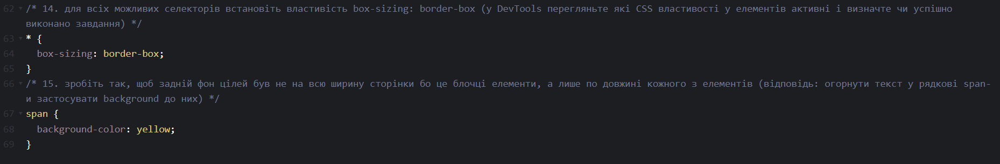 62 /* 14. для всіх можливих селекторів встановіть властивість box-sizing: border-box (у DevTools перегляньте які CSS властивості у елементів активні і визначте чи успішно
виконано завдання) */
63 * {
64 box-sizing: border-box;
65 }
66 /* 15. зробіть так, щоб задній фон цілей був не на всю ширину сторінки бо це блочці елементи, а лише по довжині кожного з елементів (відповідь: огорнути текст у рядкові span-
и застосувати background до них) */
67 span {
68 background-color: yellow;
69 }